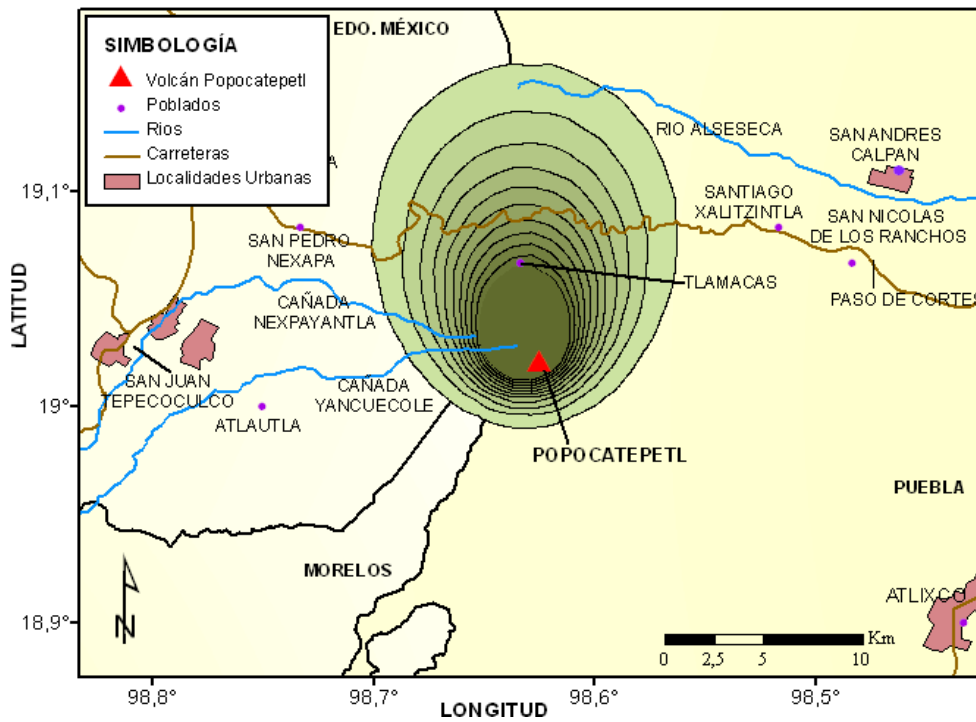 SIMBOLOGÍA
Volcán Popocatepetl
Poblados
Rios
Carreteras
Localidades Urbanas
EDO. MÉXICO
RIO ALSESECA
SAN ANDRES
CALPAN
SANTIAGO
XALITZINTLA
SAN NICOLAS
DE LOS RANCHOS
SAN PEDRO
NEXAPA
TLAMACAS
PASO DE CORTES
CAÑADA
NEXPAYANTLA
SAN JUAN
TEPECOCULCO
CAÑADA
YANCUECOLE
ATLAUTLA
POPOCATEPETL
PUEBLA
MORELOS
ATLIXCO
N
Km
0 2,5 5 10
LATITUD
19,1°
19°
18,9°
98,8° 98,7° 98,6° 98,5°
LONGITUD